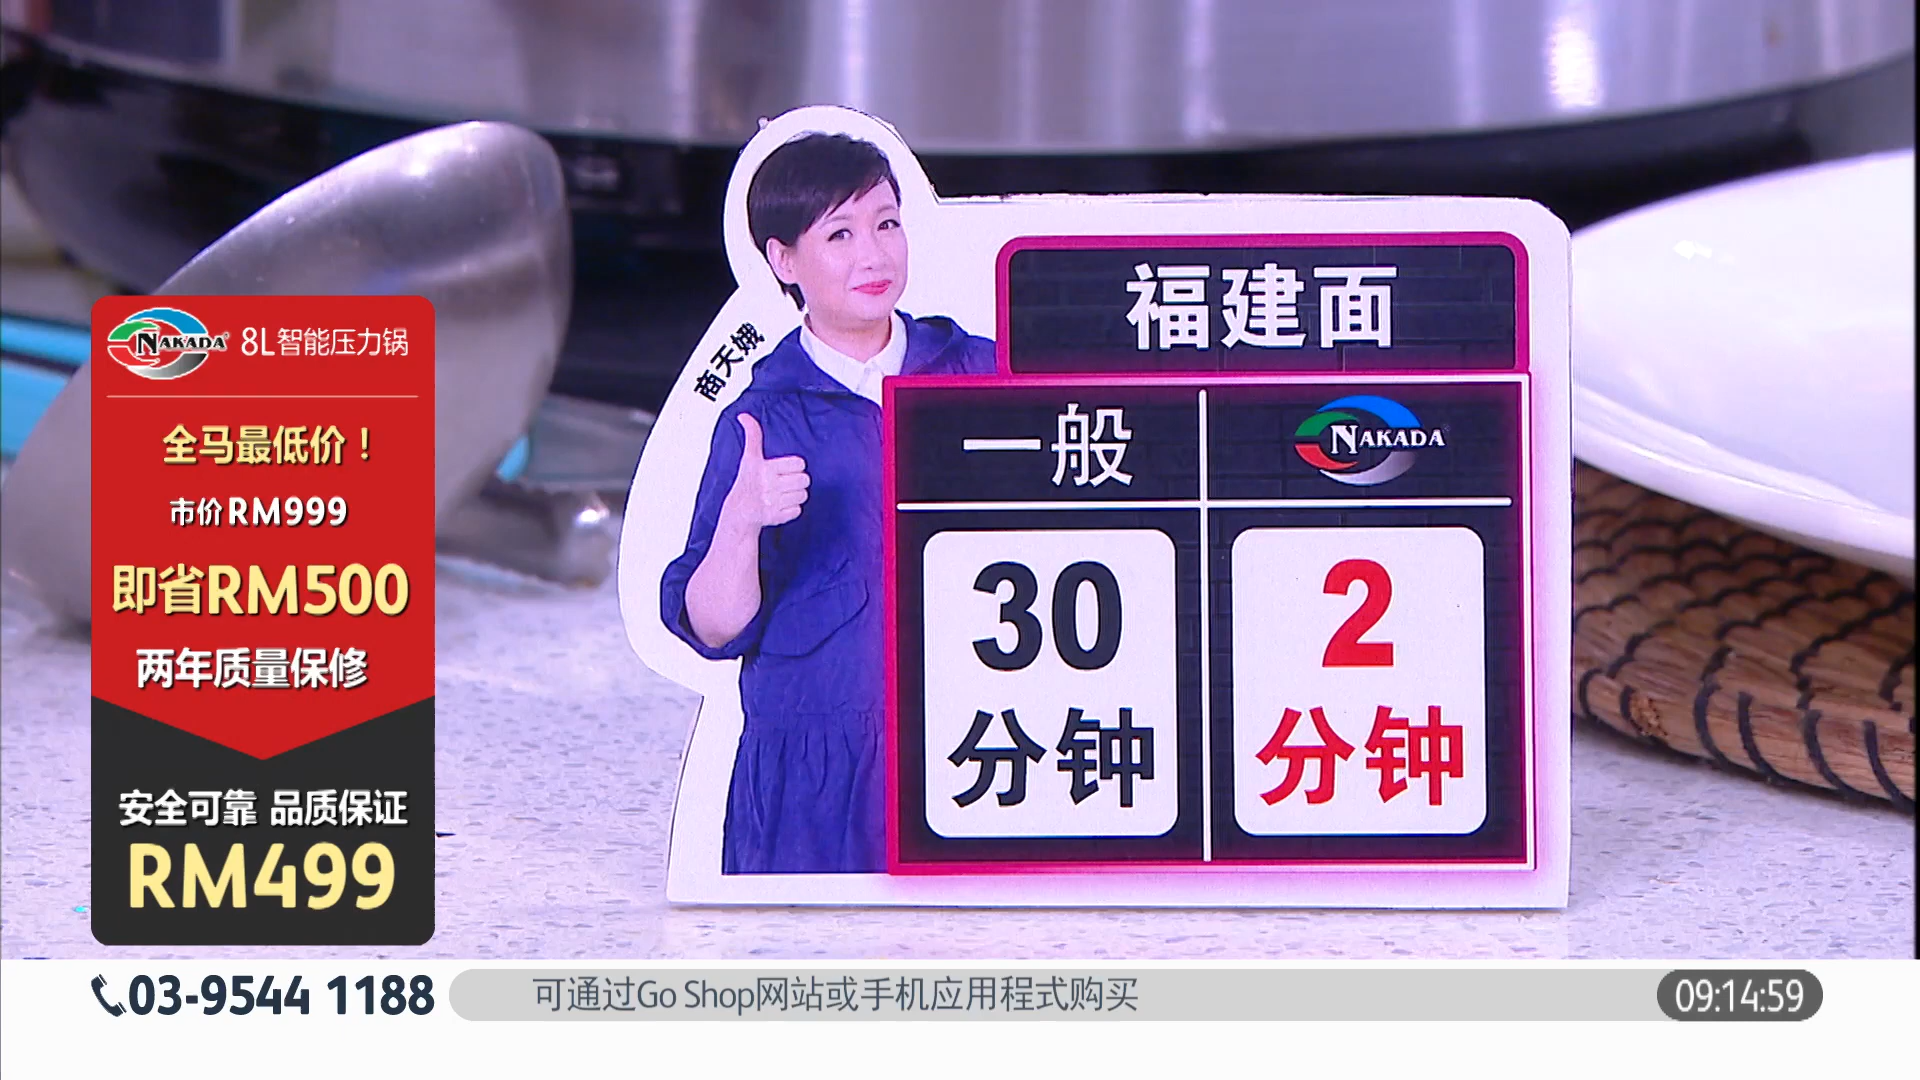 NAKADA 8L智能压力锅
全马最低价！
市价RM999
即省RM500
两年质量保修
安全可靠 品质保证
RM499
商天娥
福建面
一般 NAKADA
30 2
分钟 分钟
03-9544 1188 可通过Go Shop网站或手机应用程式购买 09:14:59